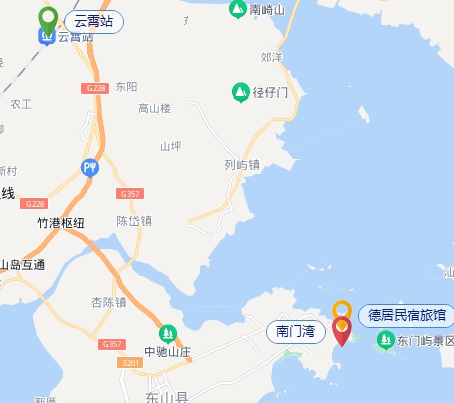 南崎山
云霄站
云霄站
郊洋
G228
东阳
径仔门
农工
高山楼
山坪
列屿镇
新村
线
G228
G357
竹港枢纽
陈岱镇
山岛互通
杏陈镇
德居民宿旅馆
南门湾
东门屿景区
G357
中驰山庄
S201
东山县